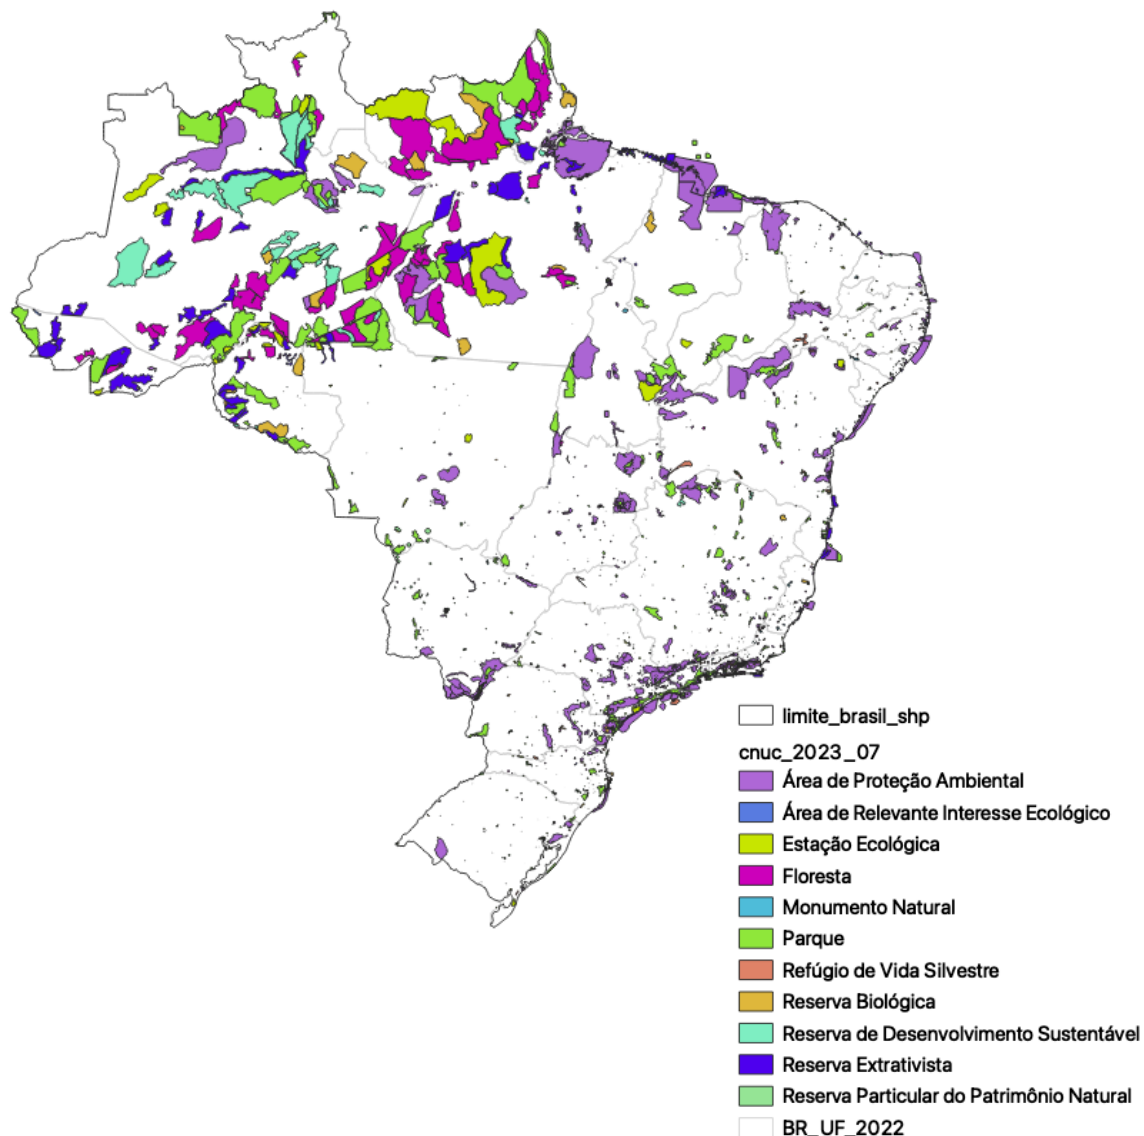 limite_brasil_shp
cnuc_2023_07
Área de Proteção Ambiental
Área de Relevante Interesse Ecológico
Estação Ecológica
Floresta
Monumento Natural
Parque
Refúgio de Vida Silvestre
Reserva Biológica
Reserva de Desenvolvimento Sustentável
Reserva Extrativista
Reserva Particular do Patrimônio Natural
BR_UF_2022